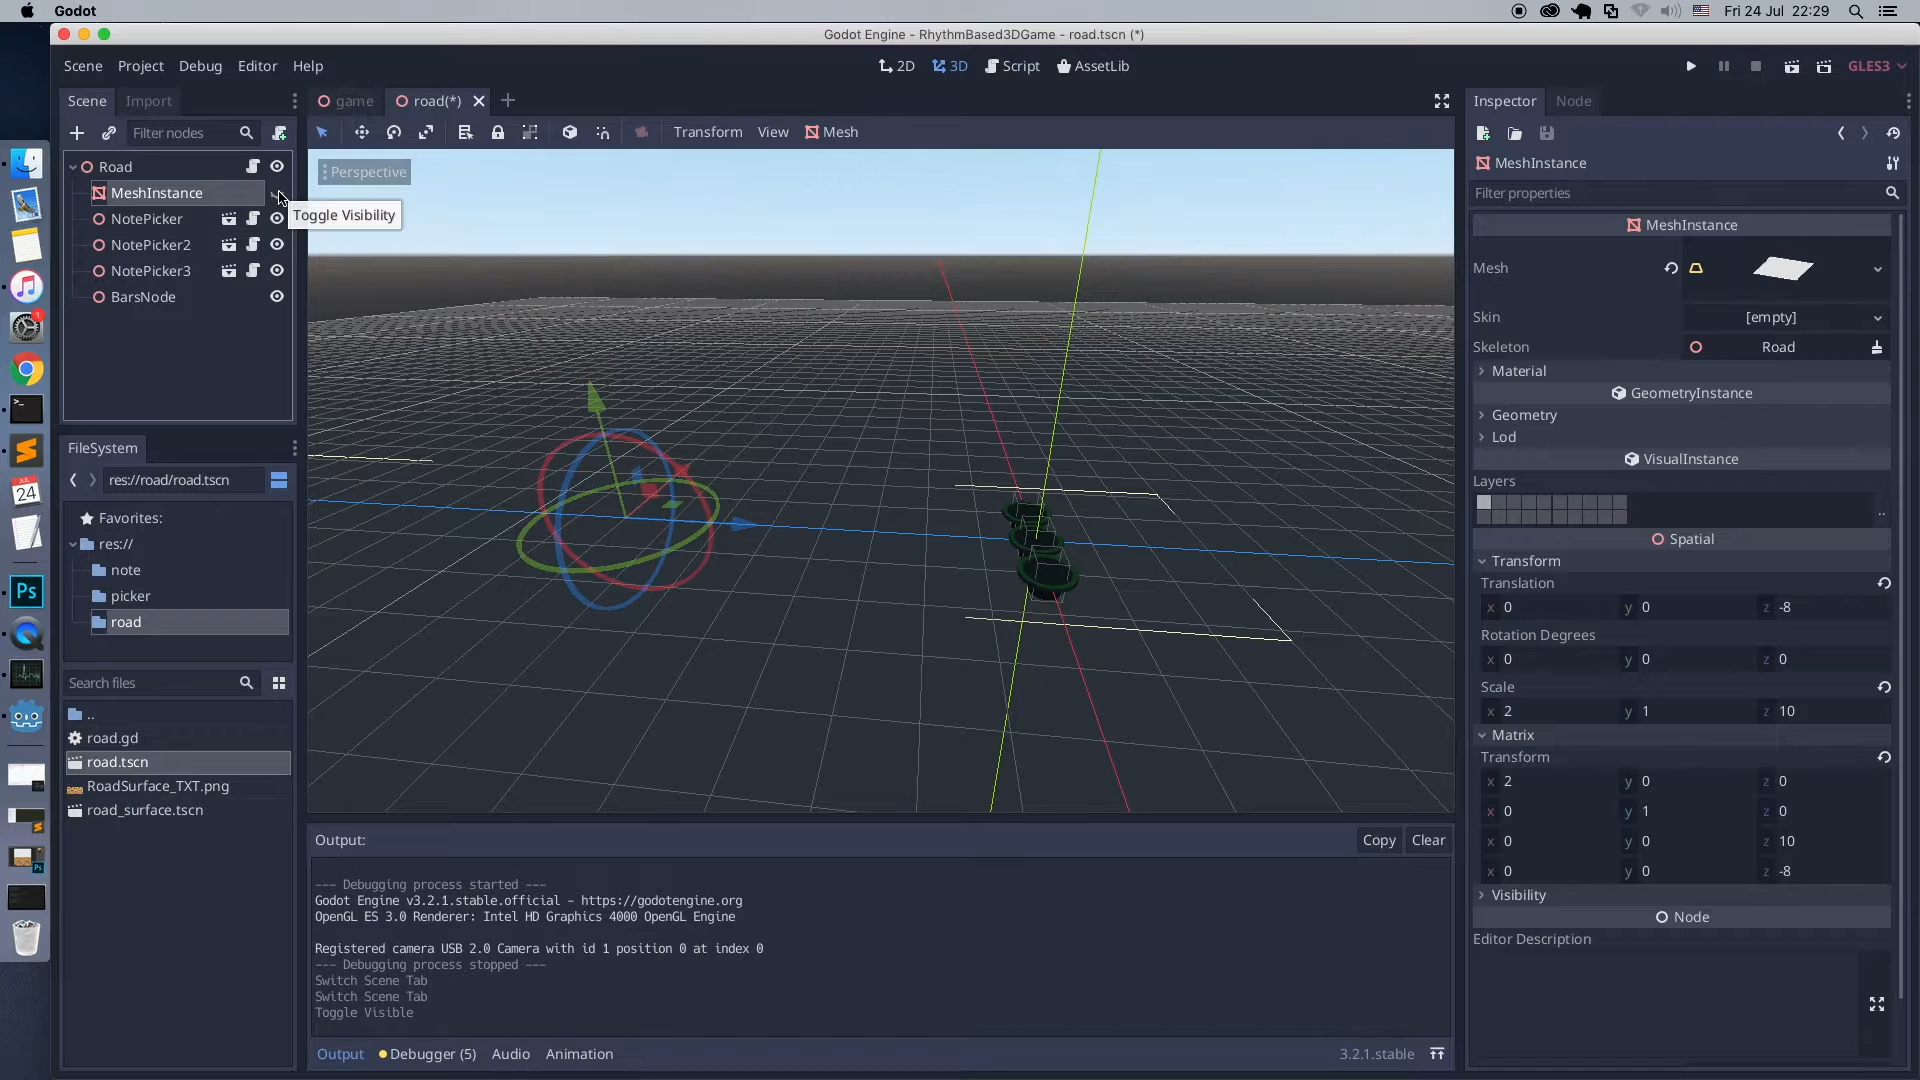 Godot
Fri 24 Jul 22:29
Godot Engine - RhythmBased3DGame - road.tscn (*)
Scene Project Debug Editor Help
2D 3D Script AssetLib
GLES3
Scene Import
game road(*)
Inspector Node
Filter nodes
Transform View Mesh
Road
MeshInstance
NotePicker
NotePicker2
NotePicker3
BarsNode
Toggle Visibility
Perspective
FileSystem
res://road/road.tscn
Favorites:
res://
note
picker
road
Search files
..
road.gd
road.tscn
RoadSurface_TXT.png
road_surface.tscn
Output:
Copy Clear
--- Debugging process started ---
Godot Engine v3.2.1.stable.official - https://godotengine.org
OpenGL ES 3.0 Renderer: Intel HD Graphics 4000 OpenGL Engine
Registered camera USB 2.0 Camera with id 1 position 0 at index 0
--- Debugging process stopped ---
Switch Scene Tab
Switch Scene Tab
Toggle Visible
Output Debugger (5) Audio Animation
3.2.1.stable
MeshInstance
Filter properties
MeshInstance
Mesh
Skin [empty]
Skeleton Road
Material
GeometryInstance
Geometry
Lod
VisualInstance
Layers
..
Spatial
Transform
Translation
x 0 y 0 z -8
Rotation Degrees
x 0 y 0 z 0
Scale
x 2 y 1 z 10
Matrix
Transform
x 2 y 0 z 0
x 0 y 1 z 0
x 0 y 0 z 10
x 0 y 0 z -8
Visibility
Node
Editor Description
1
JUL
24
Ps